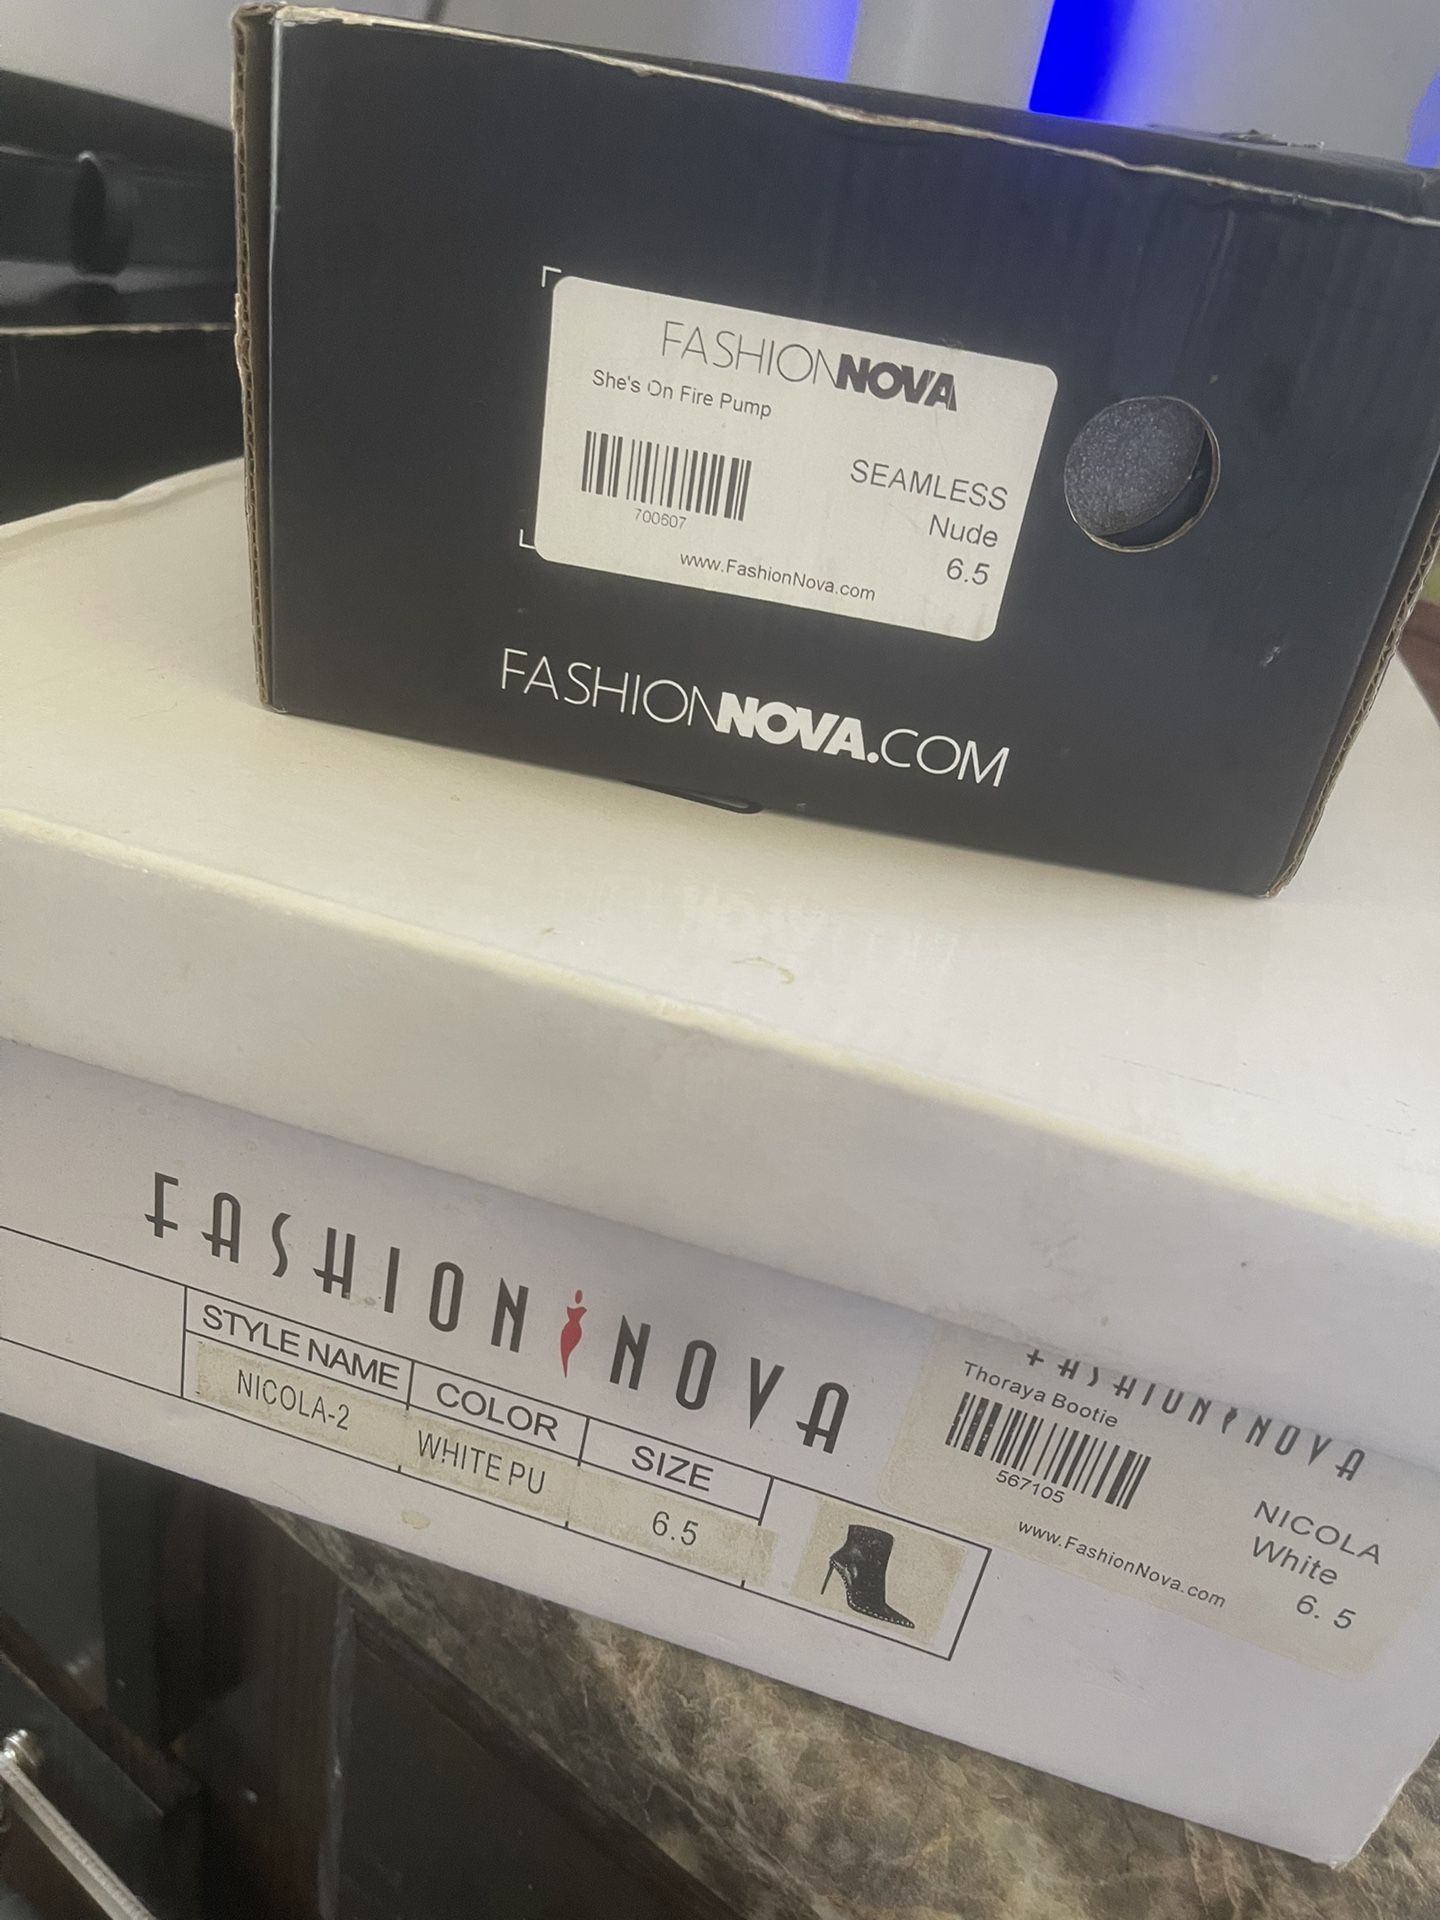 FASHIONNOVA
She's On Fire Pump
700607
SEAMLESS
Nude
6.5
www.FashionNova.com
FASHIONNOVA.COM
FASHION NOVA
STYLE NAME COLOR SIZE
NICOLA-2 WHITE PU 6.5
FASHION NOVA
Thoraya Bootie
567105
NICOLA
White
6. 5
www.FashionNova.com